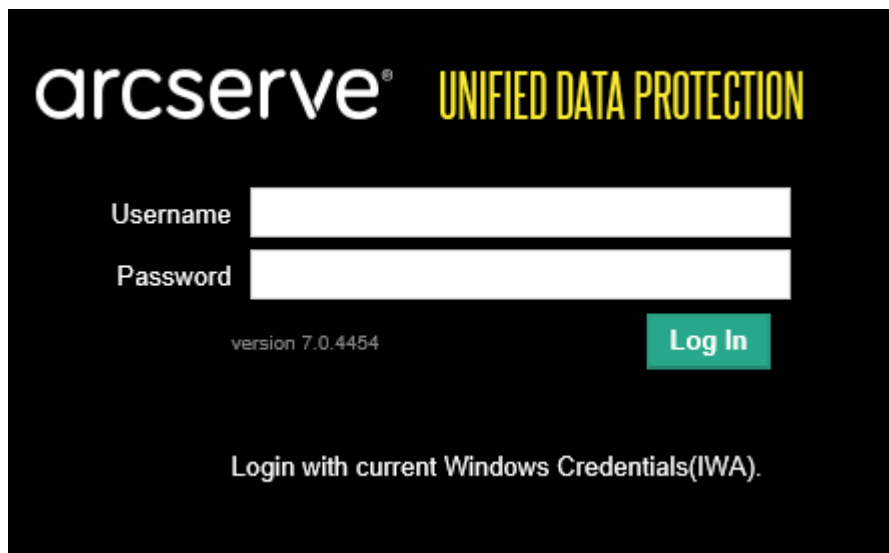 arcserve® UNIFIED DATA PROTECTION
Username
Password
version 7.0.4454 Log In
Login with current Windows Credentials(IWA).